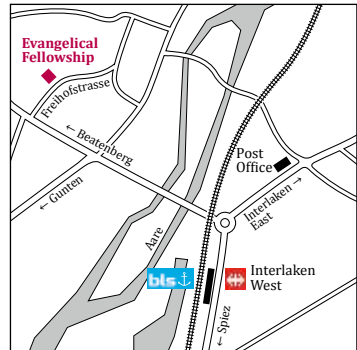 Evangelical
Fellowship
Freihofstrasse
← Beatenberg
← Gunten
Aare
Post
Office
Interlaken →
East
bls
Interlaken
West
← Spiez